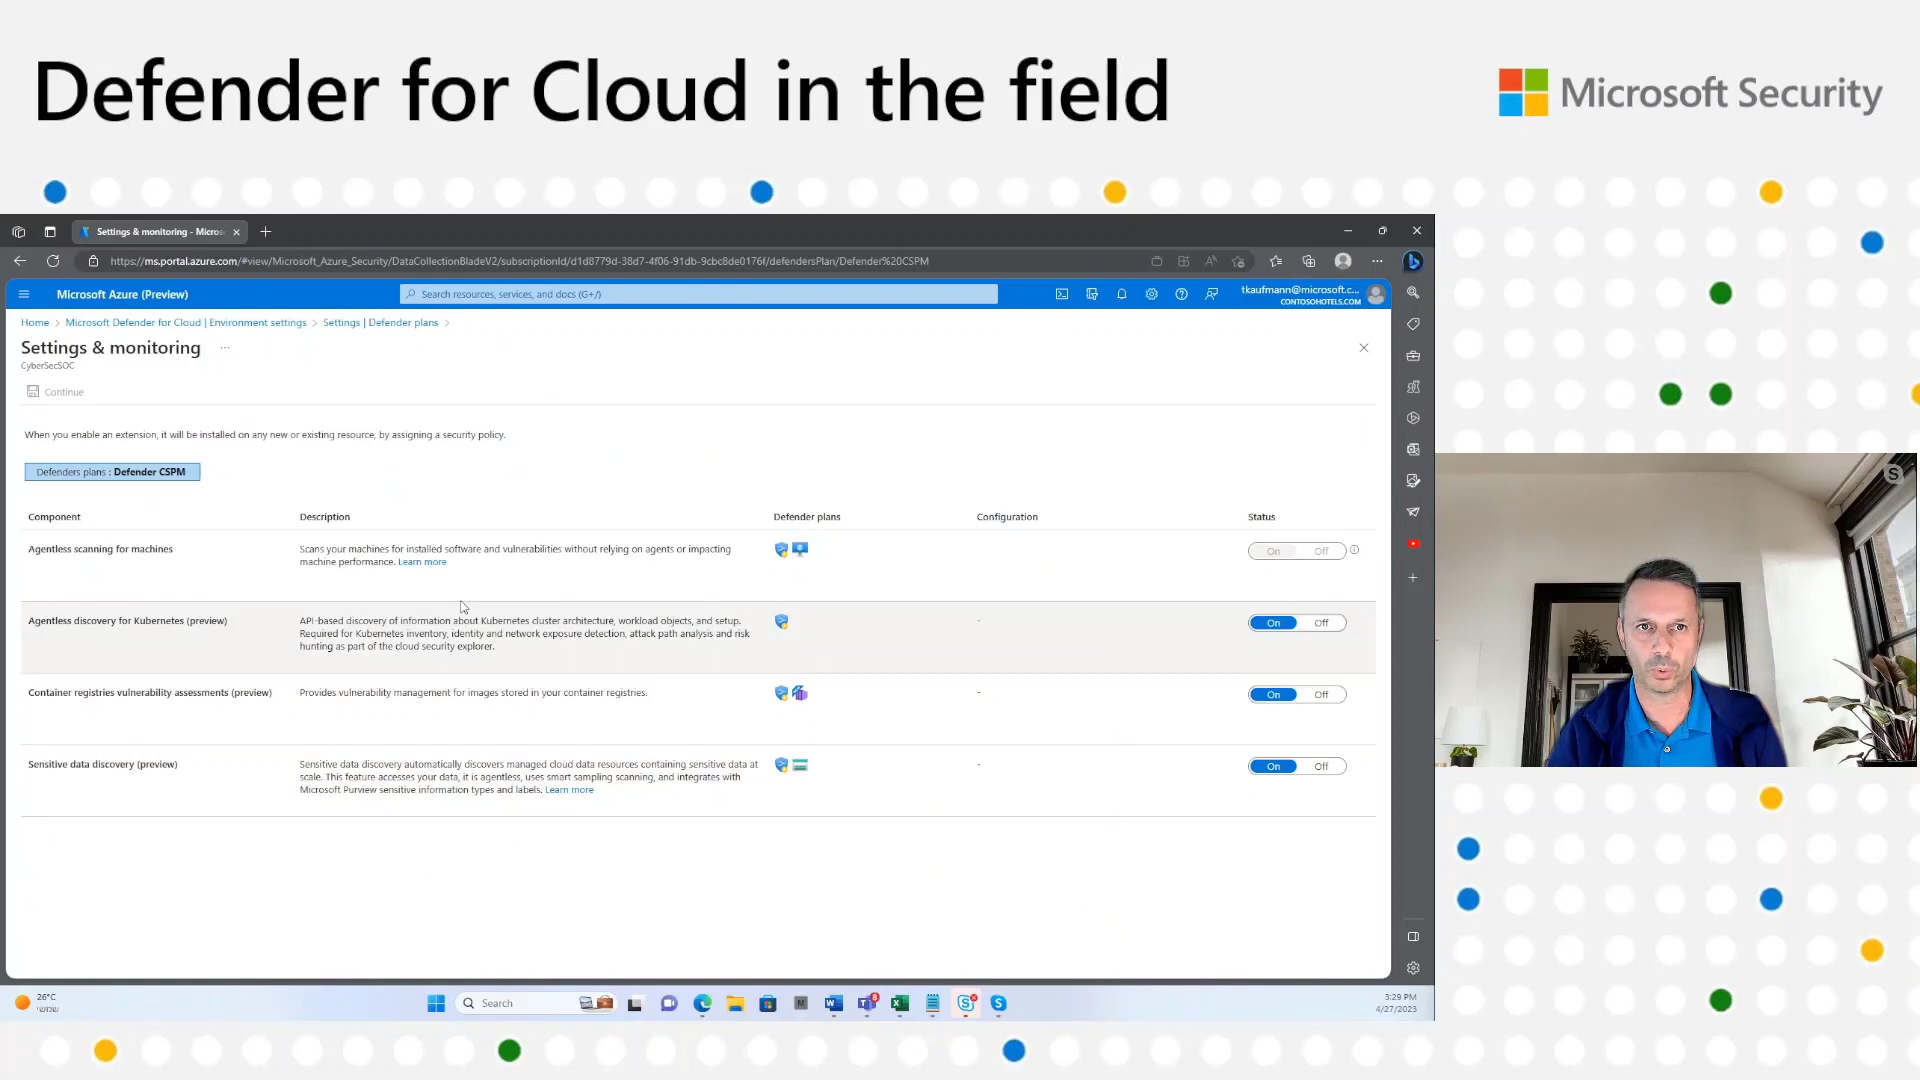 Defender for Cloud in the field
Microsoft Security
Settings & monitoring - Micros
https://ms.portal.azure.com/#view/Microsoft_Azure_Security/DataCollectionBladeV2/subscriptionId/d1d8779d-38d7-4f06-91db-9cbc8de0176f/defendersPlan/Defender%20CSPM
Microsoft Azure (Preview)
Search resources, services, and docs (G+/)
tkaufmann@microsoft.c...
CONTOSOHOTELS.COM
Home > Microsoft Defender for Cloud | Environment settings > Settings | Defender plans >
Settings & monitoring ...
CyberSecSOC
Continue
When you enable an extension, it will be installed on any new or existing resource, by assigning a security policy.
Defenders plans : Defender CSPM
Component Description Defender plans Configuration Status
Agentless scanning for machines
Scans your machines for installed software and vulnerabilities without relying on agents or impacting
machine performance. Learn more
On Off
Agentless discovery for Kubernetes (preview)
API-based discovery of information about Kubernetes cluster architecture, workload objects, and setup.
Required for Kubernetes inventory, identity and network exposure detection, attack path analysis and risk
hunting as part of the cloud security explorer.
-
On Off
Container registries vulnerability assessments (preview)
Provides vulnerability management for images stored in your container registries.
-
On Off
Sensitive data discovery (preview)
Sensitive data discovery automatically discovers managed cloud data resources containing sensitive data at
scale. This feature accesses your data, it is agentless, uses smart sampling scanning, and integrates with
Microsoft Purview sensitive information types and labels. Learn more
-
On Off
26°C
שמשי
Search
3:29 PM
4/27/2023